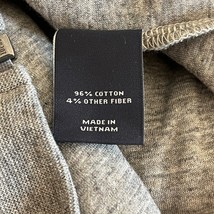 96% COTTON
4% OTHER FIBER
MADE IN
VIETNAM